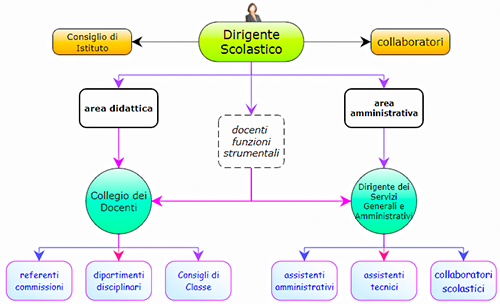 Consiglio di
Istituto
Dirigente
Scolastico
collaboratori
area didattica
area
amministrativa
docenti
funzioni
strumentali
Collegio dei
Docenti
Dirigente dei
Servizi
Generali e
Amministrativi
referenti
commissioni
dipartimenti
disciplinari
Consigli di
Classe
assistenti
amministrativi
assistenti
tecnici
collaboratori
scolastici